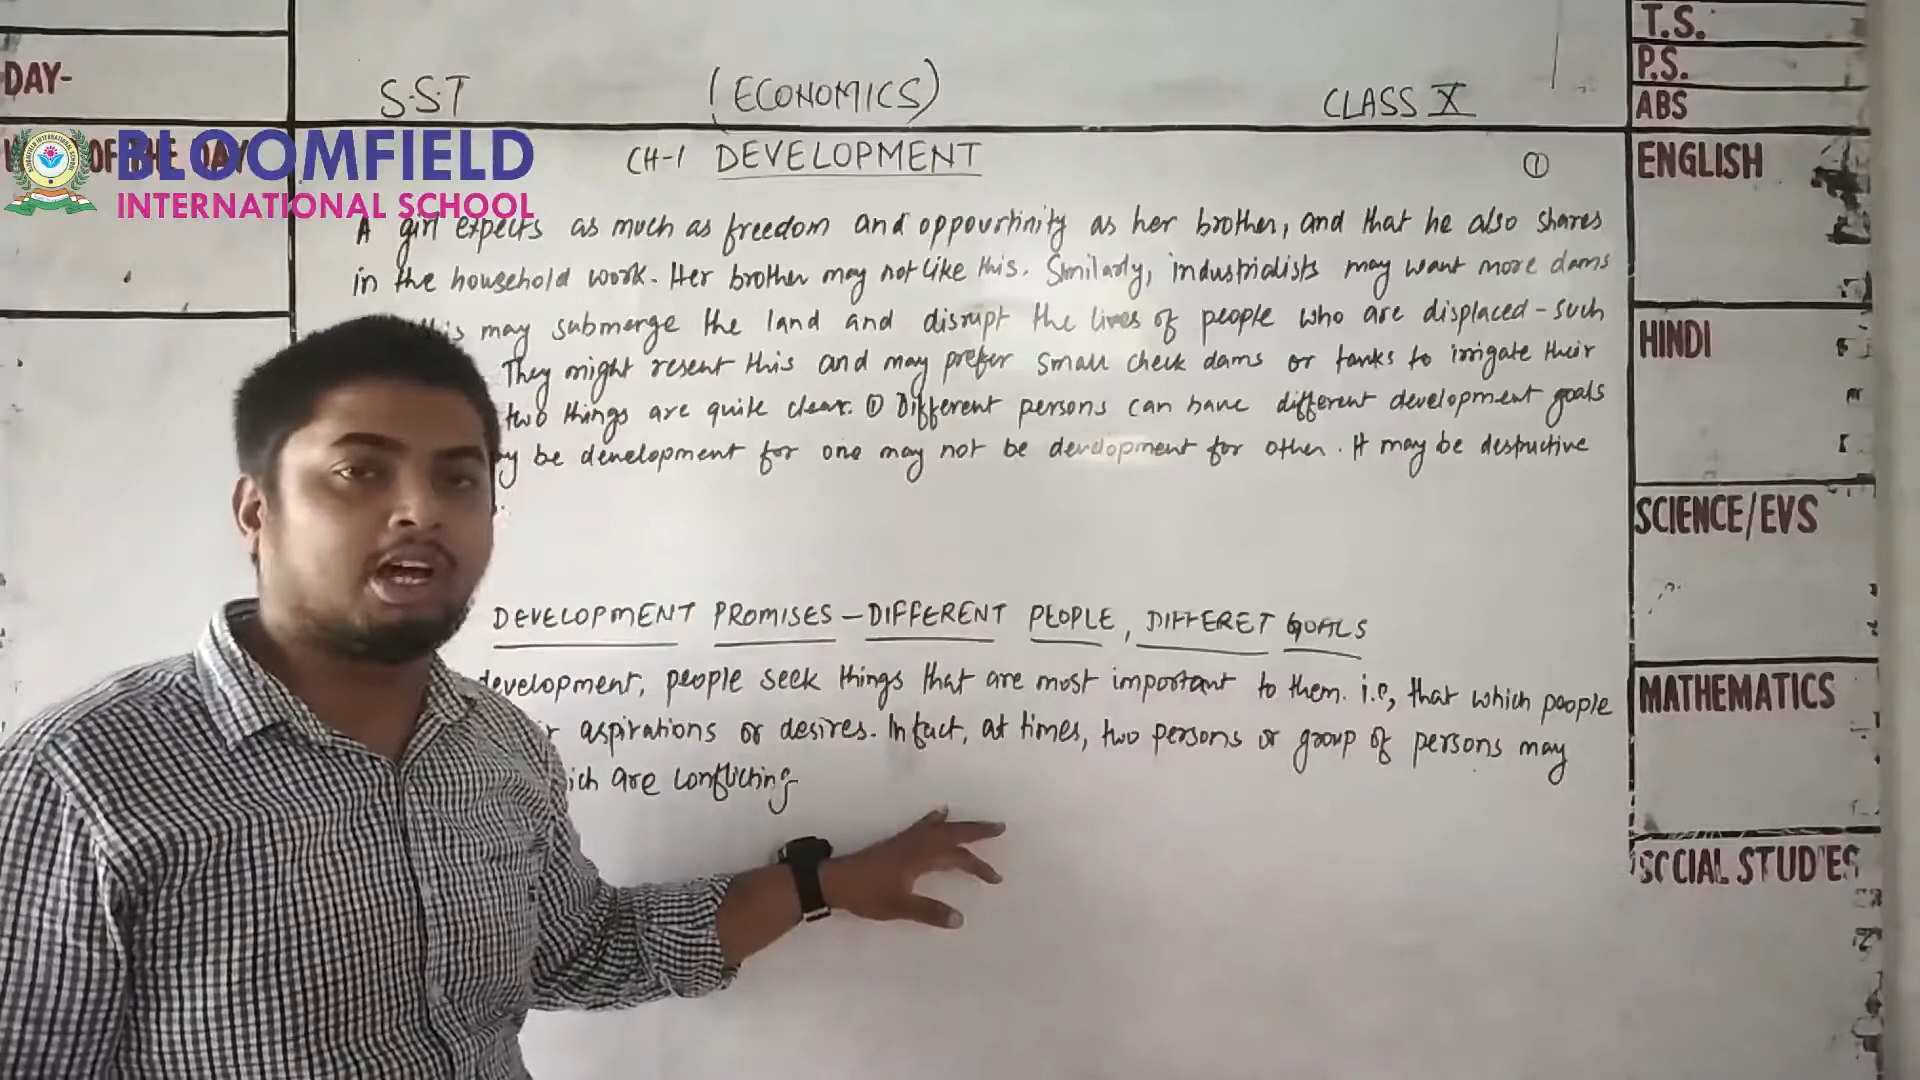 DAY-
S.S.T (ECONOMICS) CLASS X
OF THE DAY
BLOOMFIELD
INTERNATIONAL SCHOOL
CH-1 DEVELOPMENT ①
A girl expects as much as freedom and oppourtinity as her brother, and that he also shares
in the household work. Her brother may not like this. Similarly, industrialists may want more dams
this may submerge the land and disrupt the lives of people who are displaced - such
They might resent this and may prefer small check dams or tanks to irrigate their
two things are quite clear. ① Different persons can have different development goals
be development for one may not be development for other. It may be destructive
DEVELOPMENT PROMISES - DIFFERENT PEOPLE, DIFFERET GOALS
development, people seek things that are most important to them. i.e, that which people
aspirations or desires. In fact, at times, two persons or group of persons may
are conflicting
T.S.
P.S.
ABS
ENGLISH
HINDI
SCIENCE/EVS
MATHEMATICS
SOCIAL STUDIES